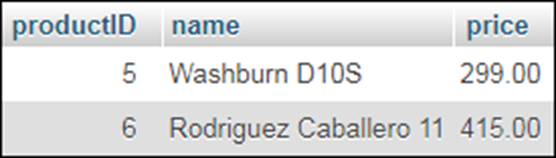 productID name price
5 Washburn D10S 299.00
6 Rodriguez Caballero 11 415.00